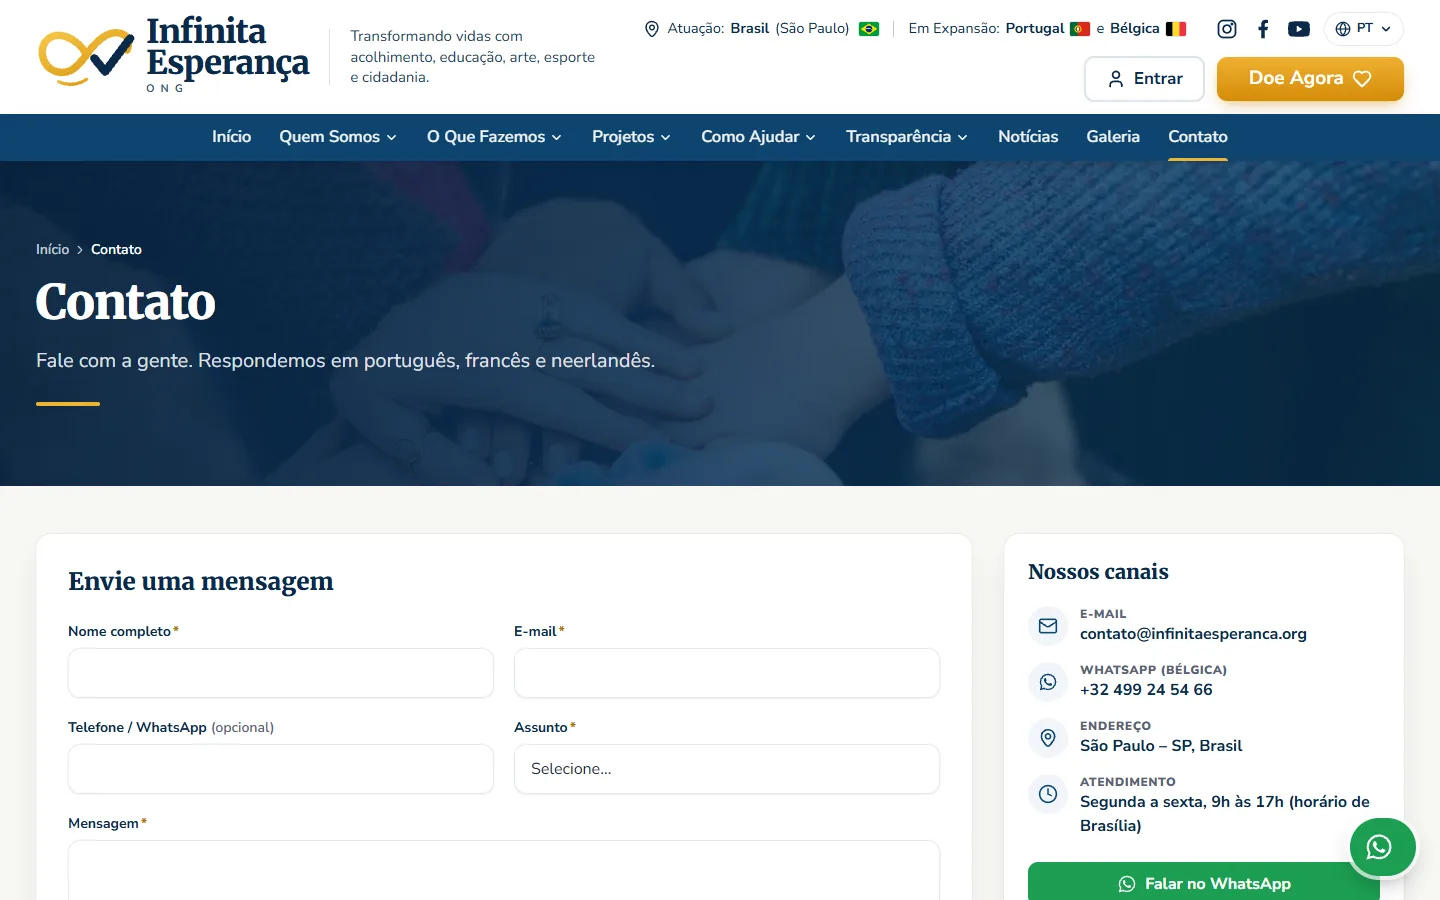 Infinita
Esperança
ONG
Transformando vidas com
acolhimento, educação, arte, esporte
e cidadania.
Atuação: Brasil (São Paulo)
Em Expansão: Portugal e Bélgica
PT
Entrar
Doe Agora
Início
Quem Somos
O Que Fazemos
Projetos
Como Ajudar
Transparência
Notícias
Galeria
Contato
Início > Contato
Contato
Fale com a gente. Respondemos em português, francês e neerlandês.
Envie uma mensagem
Nome completo*
E-mail*
Telefone / WhatsApp (opcional)
Assunto*
Selecione...
Mensagem*
Nossos canais
E-MAIL
contato@infinitaesperanca.org
WHATSAPP (BÉLGICA)
+32 499 24 54 66
ENDEREÇO
São Paulo – SP, Brasil
ATENDIMENTO
Segunda a sexta, 9h às 17h (horário de
Brasília)
Falar no WhatsApp